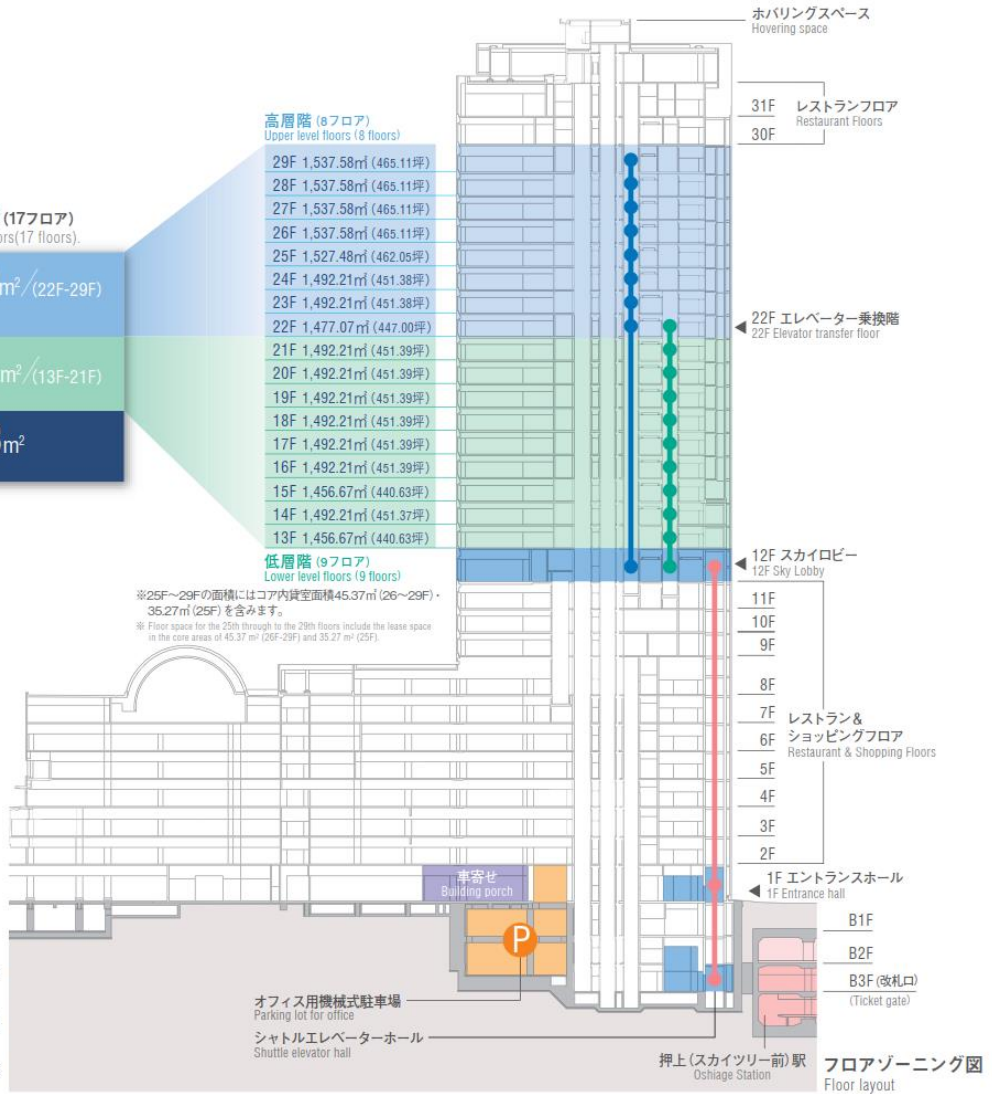 ホバリングスペース
Hovering space
31F
レストランフロア
Restaurant Floors
30F
高層階 (8フロア)
Upper level floors (8 floors)
29F 1,537.58㎡ (465.11坪)
28F 1,537.58㎡ (465.11坪)
27F 1,537.58㎡ (465.11坪)
26F 1,537.58㎡ (465.11坪)
25F 1,527.48㎡ (462.05坪)
24F 1,492.21㎡ (451.38坪)
23F 1,492.21㎡ (451.38坪)
22F 1,477.07㎡ (447.00坪)
21F 1,492.21㎡ (451.39坪)
20F 1,492.21㎡ (451.39坪)
19F 1,492.21㎡ (451.39坪)
18F 1,492.21㎡ (451.39坪)
17F 1,492.21㎡ (451.39坪)
16F 1,492.21㎡ (451.39坪)
15F 1,456.67㎡ (440.63坪)
14F 1,492.21㎡ (451.37坪)
13F 1,456.67㎡ (440.63坪)
低層階 (9フロア)
Lower level floors (9 floors)
(17フロア)
(17 floors).
m²/(22F-29F)
m²/(13F-21F)
m²
◀ 22F エレベーター乗換階
22F Elevator transfer floor
◀ 12F スカイロビー
12F Sky Lobby
※25F～29Fの面積にはコア内貸室面積45.37㎡(26～29F)・
35.27㎡(25F)を含みます。
※ Floor space for the 25th through to the 29th floors include the lease space
in the core areas of 45.37 m² (26F-29F) and 35.27 m² (25F).
11F
10F
9F
8F
7F
レストラン＆
ショッピングフロア
Restaurant & Shopping Floors
6F
5F
4F
3F
2F
車寄せ
Building porch
◀ 1F エントランスホール
1F Entrance hall
B1F
B2F
B3F (改札口)
(Ticket gate)
P
オフィス用機械式駐車場
Parking lot for office
シャトルエレベーターホール
Shuttle elevator hall
押上(スカイツリー前)駅
Oshiage Station
フロアゾーニング図
Floor layout